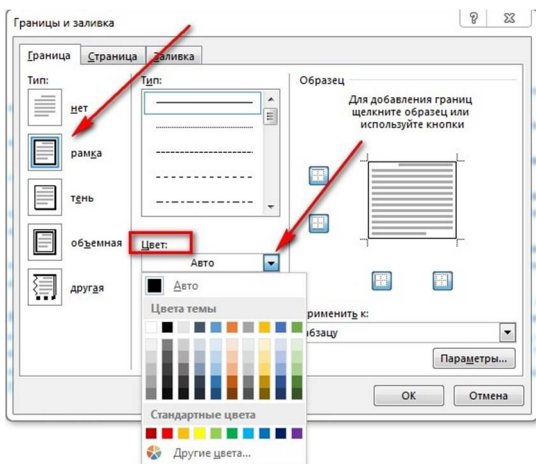 Границы и заливка
Граница Страница Заливка
Тип:
нет
рамка
тень
объемная
другая
Тип:
Цвет:
Авто
Авто
Цвета темы
Стандартные цвета
Другие цвета...
Образец
Для добавления границ
щелкните образец или
используйте кнопки
рименить к:
бзацу
Параметры...
ОК Отмена